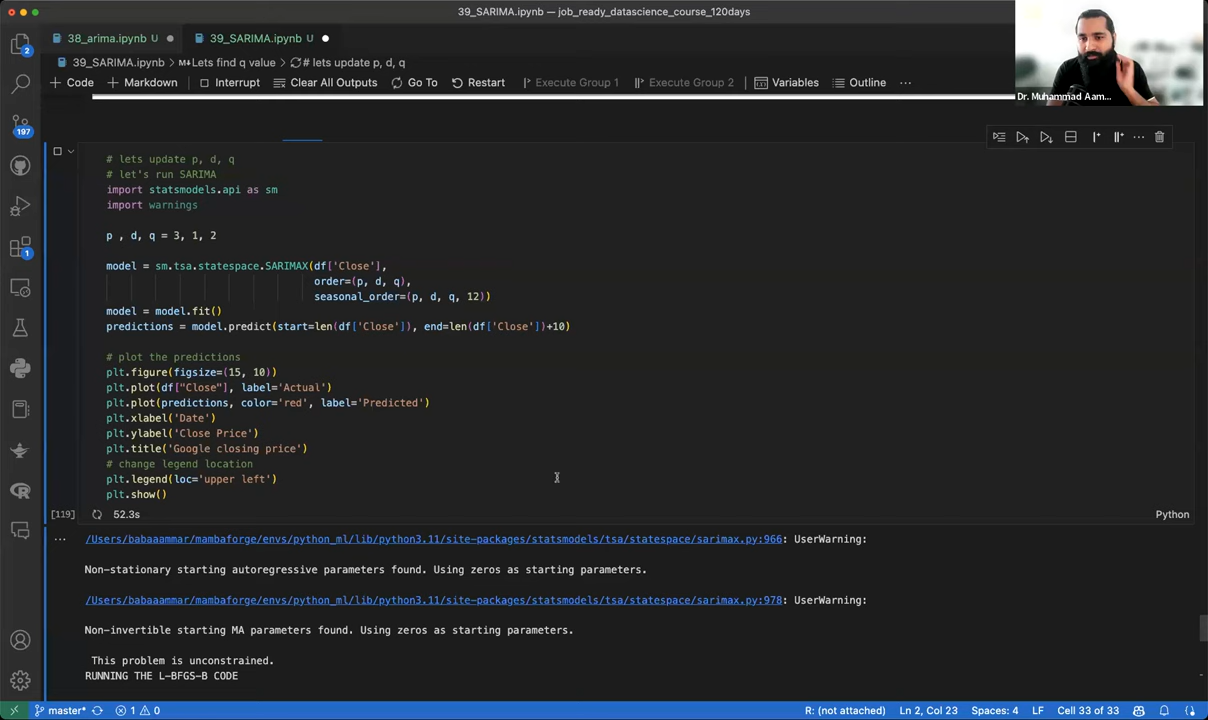 39_SARIMA.ipynb — job_ready_datascience_course_120days
38_arima.ipynb U
39_SARIMA.ipynb U
39_SARIMA.ipynb > M↓Lets find q value > # lets update p, d, q
+ Code + Markdown Interrupt Clear All Outputs Go To Restart Execute Group 1 Execute Group 2 Variables Outline ...
Dr. Muhammad Aam...
2
197
1
# lets update p, d, q
# let's run SARIMA
import statsmodels.api as sm
import warnings
p , d, q = 3, 1, 2
model = sm.tsa.statespace.SARIMAX(df['Close'],
order=(p, d, q),
seasonal_order=(p, d, q, 12))
model = model.fit()
predictions = model.predict(start=len(df['Close']), end=len(df['Close'])+10)
# plot the predictions
plt.figure(figsize=(15, 10))
plt.plot(df["Close"], label='Actual')
plt.plot(predictions, color='red', label='Predicted')
plt.xlabel('Date')
plt.ylabel('Close Price')
plt.title('Google closing price')
# change legend location
plt.legend(loc='upper left')
plt.show()
[119] 52.3s Python
... /Users/babaaammar/mambaforge/envs/python_ml/lib/python3.11/site-packages/statsmodels/tsa/statespace/sarimax.py:966: UserWarning:
Non-stationary starting autoregressive parameters found. Using zeros as starting parameters.
/Users/babaaammar/mambaforge/envs/python_ml/lib/python3.11/site-packages/statsmodels/tsa/statespace/sarimax.py:978: UserWarning:
Non-invertible starting MA parameters found. Using zeros as starting parameters.
This problem is unconstrained.
RUNNING THE L-BFGS-B CODE
master* 1 0 R: (not attached) Ln 2, Col 23 Spaces: 4 LF Cell 33 of 33